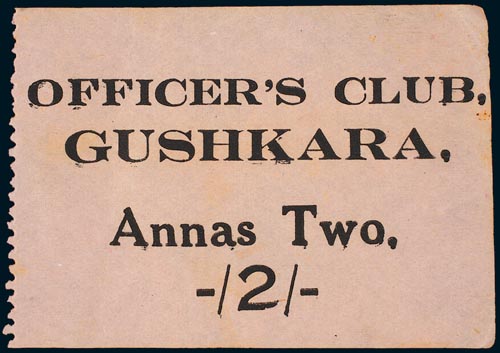 OFFICER'S CLUB,
GUSHKARA.
Annas Two.
-/2/-